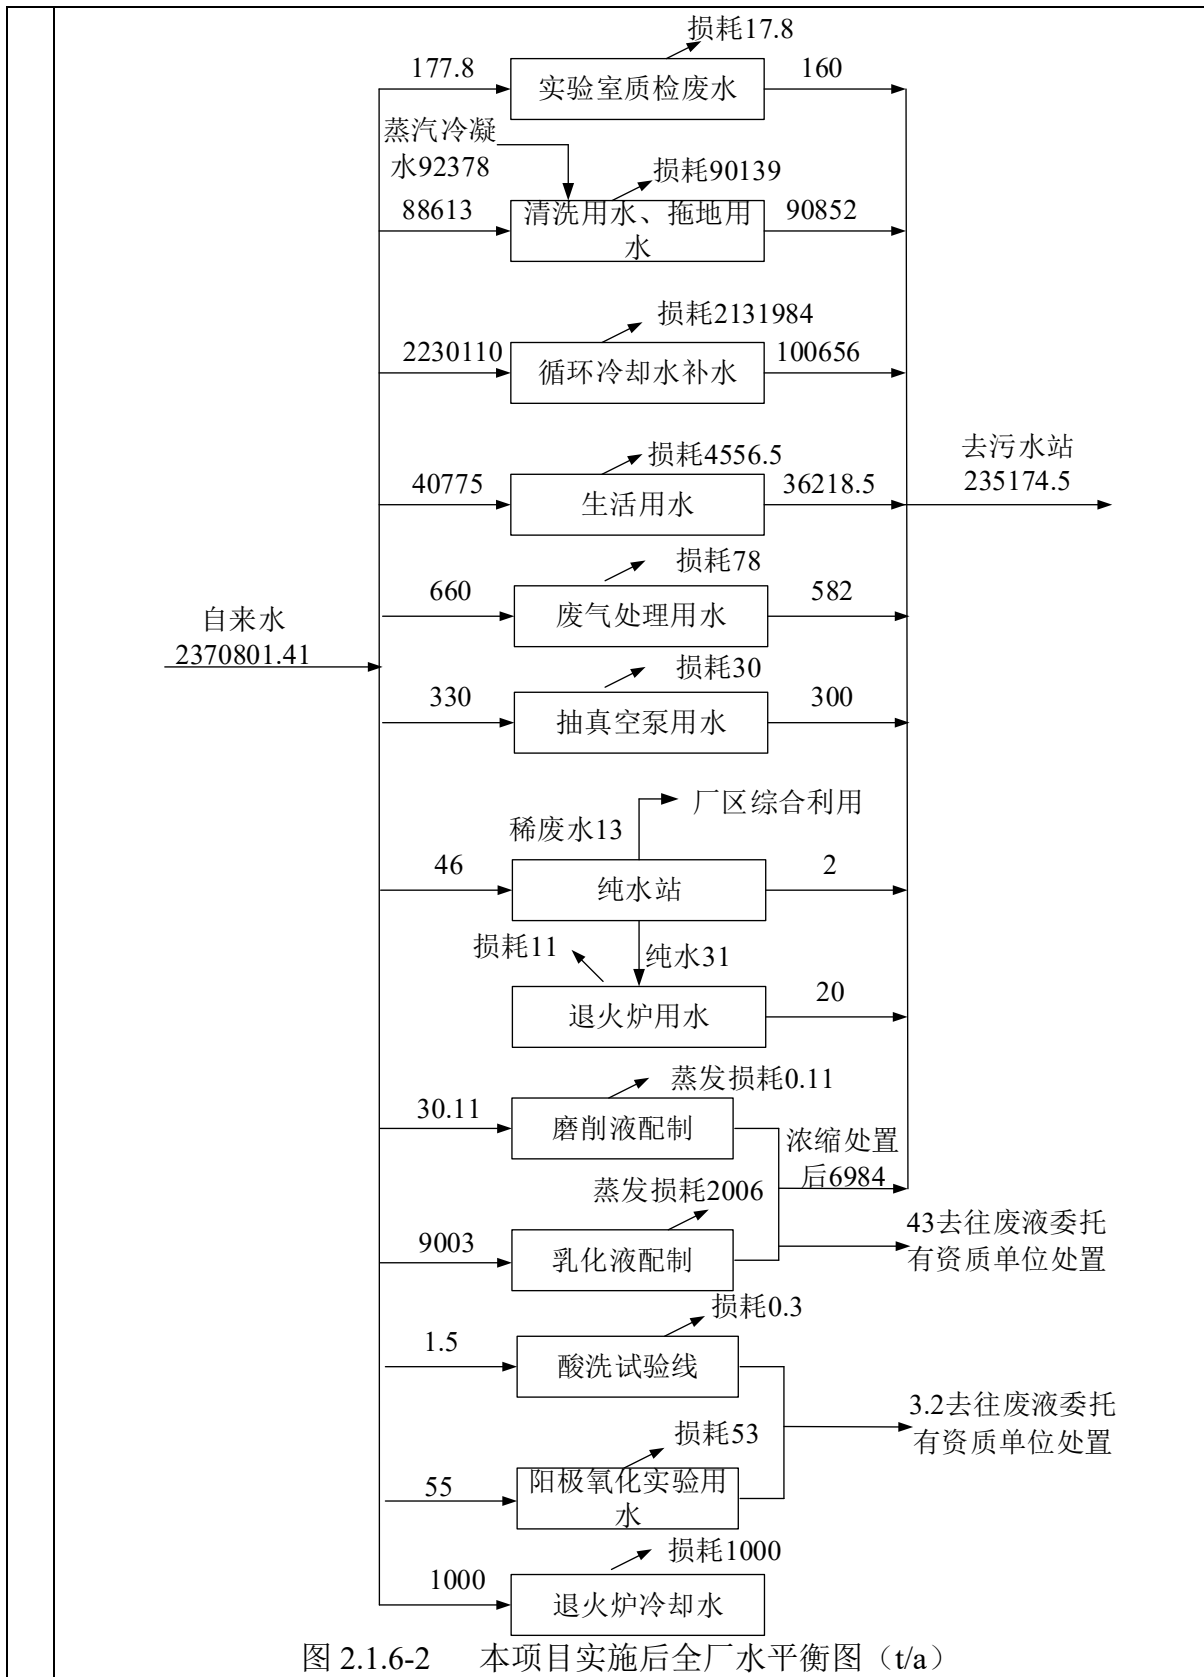 损耗17.8
177.8
实验室质检废水
160
蒸汽冷凝
水92378
损耗90139
88613
清洗用水、拖地用
水
90852
损耗2131984
2230110
循环冷却水补水
100656
损耗4556.5
40775
生活用水
36218.5
去污水站
235174.5
损耗78
660
废气处理用水
582
自来水
2370801.41
损耗30
330
抽真空泵用水
300
厂区综合利用
稀废水13
46
纯水站
2
损耗11
纯水31
退火炉用水
20
蒸发损耗0.11
30.11
磨削液配制
浓缩处置
后6984
蒸发损耗2006
9003
乳化液配制
43去往废液委托
有资质单位处置
损耗0.3
1.5
酸洗试验线
3.2去往废液委托
有资质单位处置
损耗53
55
阳极氧化实验用
水
损耗1000
1000
退火炉冷却水
图 2.1.6-2 本项目实施后全厂水平衡图（t/a）